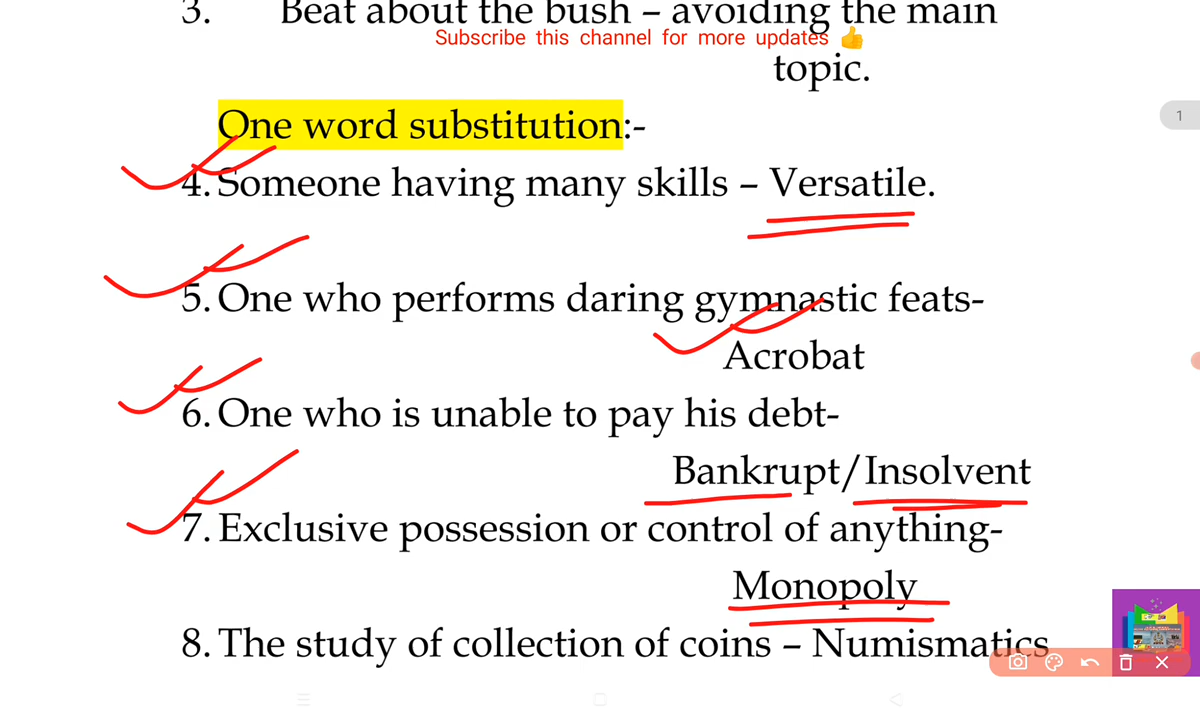 3. Beat about the bush – avoiding the main
Subscribe this channel for more updates 👍
topic.
One word substitution:-
1
4. Someone having many skills – Versatile.
5. One who performs daring gymnastic feats-
Acrobat
6. One who is unable to pay his debt-
Bankrupt/Insolvent
7. Exclusive possession or control of anything-
Monopoly
8. The study of collection of coins – Numismatics